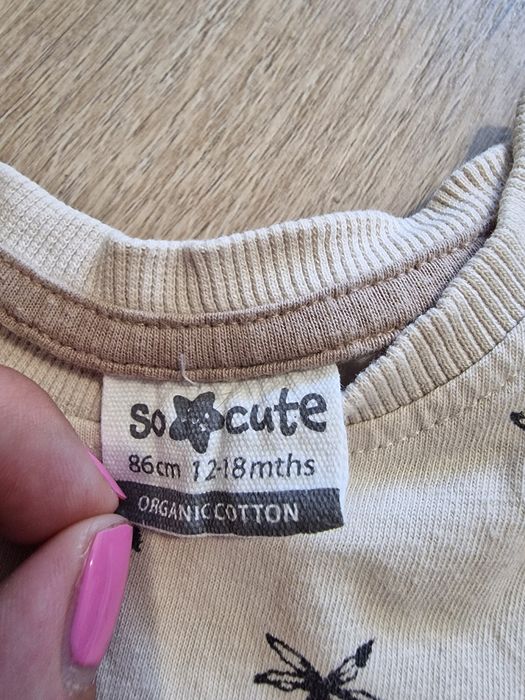 so cute
86cm 12-18mths
ORGANIC COTTON